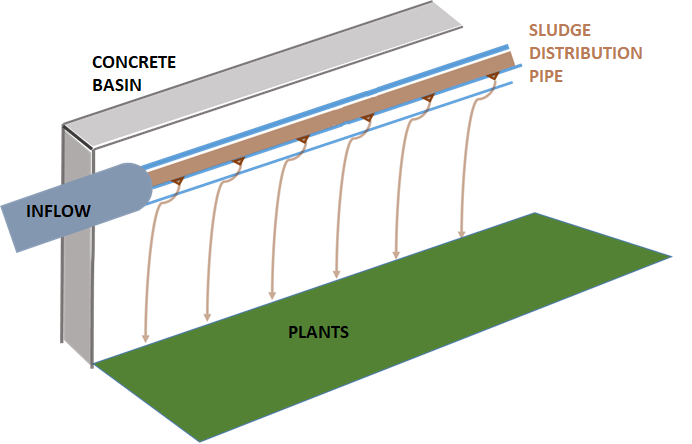 SLUDGE
DISTRIBUTION
PIPE
CONCRETE
BASIN
INFLOW
PLANTS